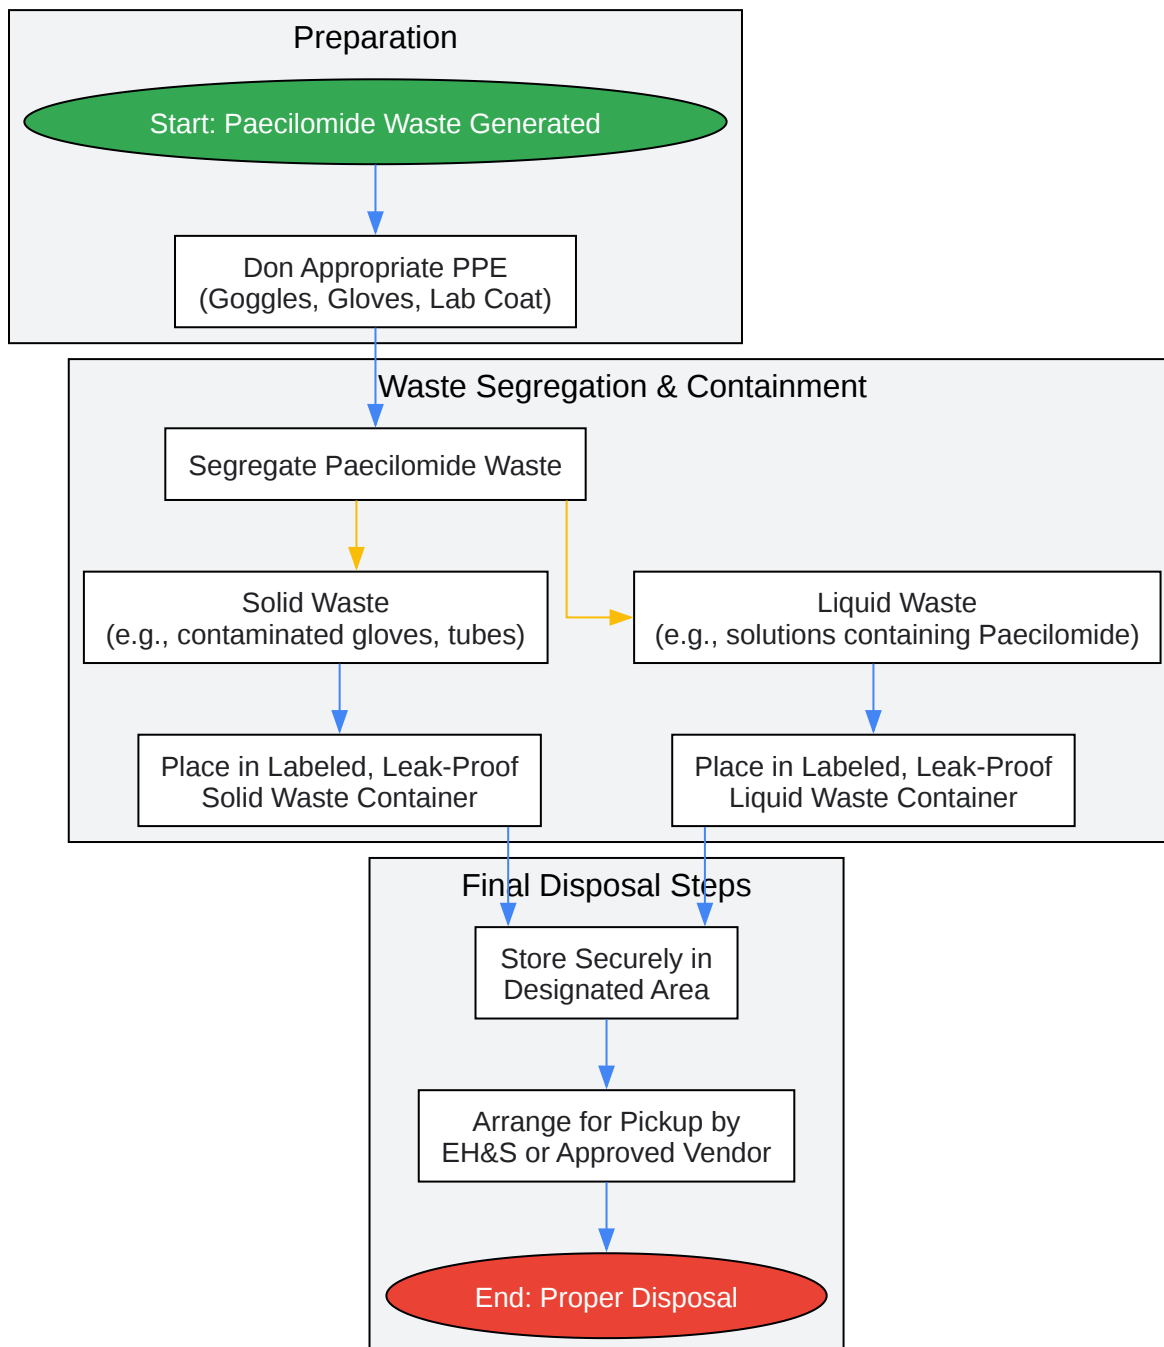 Preparation
Start: Paecilomide Waste Generated
Don Appropriate PPE
(Goggles, Gloves, Lab Coat)
Waste Segregation & Containment
Segregate Paecilomide Waste
Solid Waste
(e.g., contaminated gloves, tubes)
Liquid Waste
(e.g., solutions containing Paecilomide)
Place in Labeled, Leak-Proof
Solid Waste Container
Place in Labeled, Leak-Proof
Liquid Waste Container
Final Disposal Steps
Store Securely in
Designated Area
Arrange for Pickup by
EH&S or Approved Vendor
End: Proper Disposal